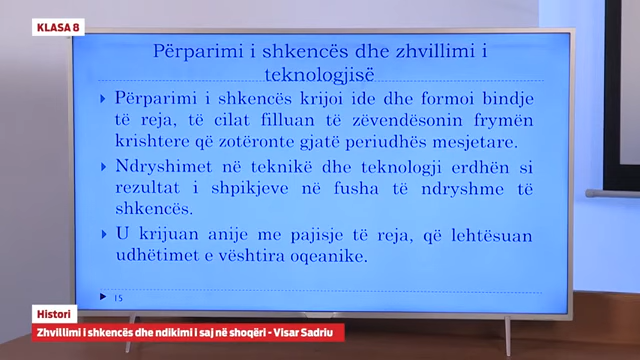 KLASA 8
Përparimi i shkencës dhe zhvillimi i
teknologjisë
Përparimi i shkencës krijoi ide dhe formoi bindje
të reja, të cilat filluan të zëvendësonin frymën
krishtere që zotëronte gjatë periudhës mesjetare.
Ndryshimet në teknikë dhe teknologji erdhën si
rezultat i shpikjeve në fusha të ndryshme të
shkencës.
U krijuan anije me pajisje të reja, që lehtësuan
udhëtimet e vështira oqeanike.
15
Histori
Zhvillimi i shkencës dhe ndikimi i saj në shoqëri - Visar Sadriu